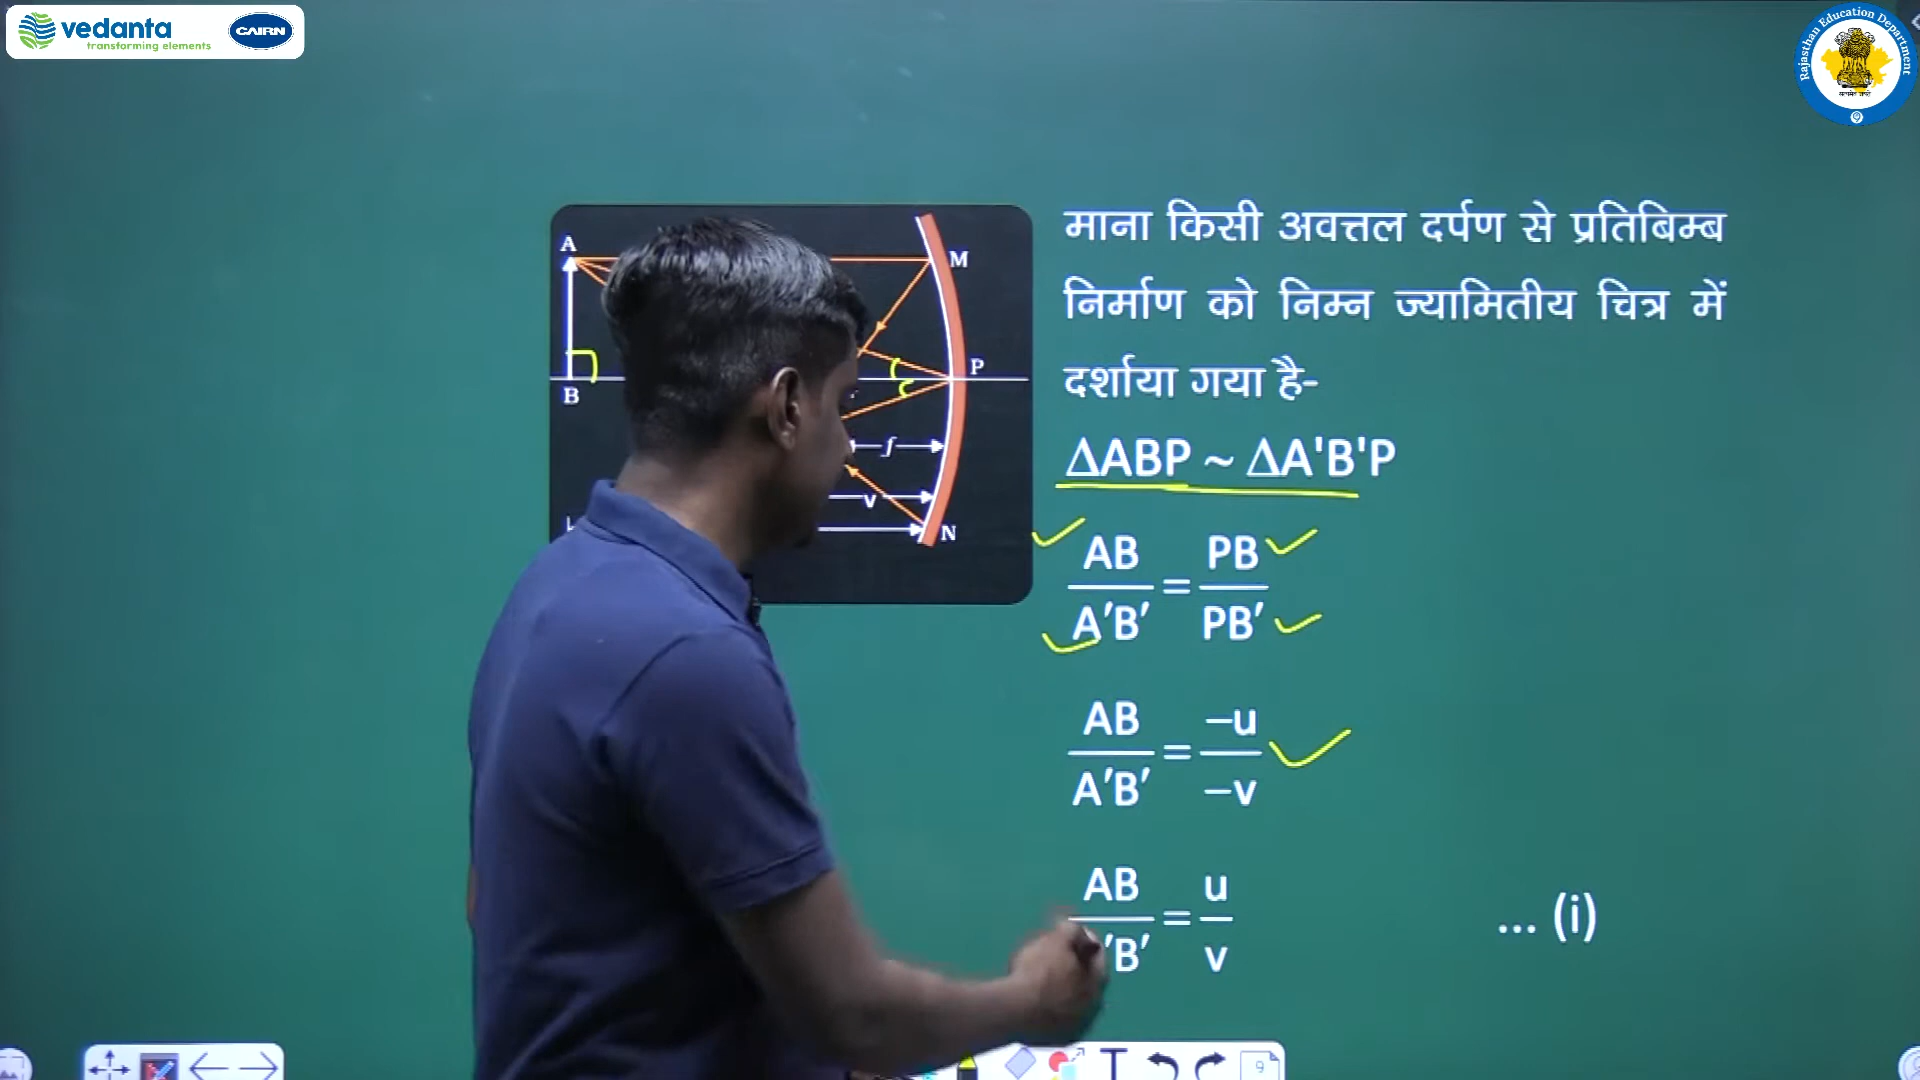 vedanta
transforming elements
CAIRN
Rajasthan Education Department
A
M
P
B
f
v
N
माना किसी अवत्तल दर्पण से प्रतिबिम्ब
निर्माण को निम्न ज्यामितीय चित्र में
दर्शाया गया है-
ΔABP ~ ΔA'B'P
AB/A′B′ = PB/PB′
AB/A′B′ = –u/–v
AB/′B′ = u/v ... (i)
T
9